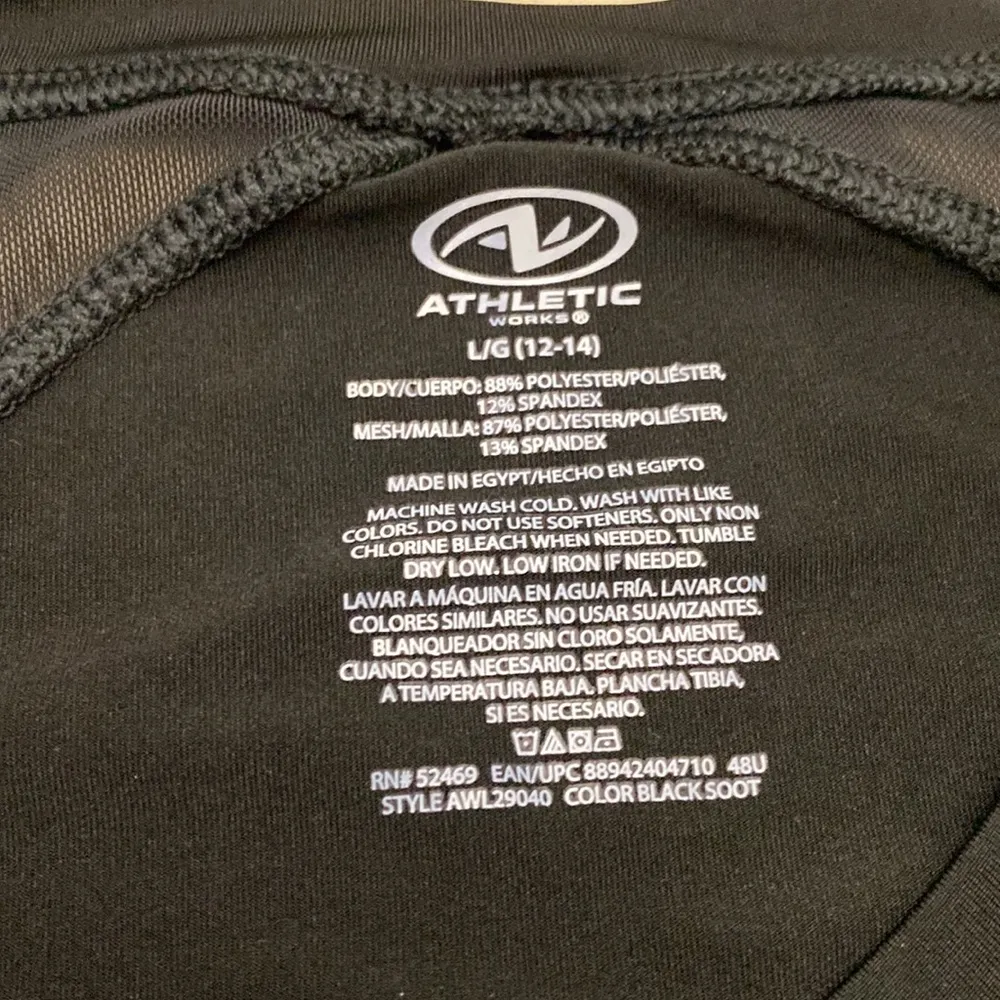 ATHLETIC
WORKS®
L/G (12-14)
BODY/CUERPO: 88% POLYESTER/POLIÉSTER,
12% SPANDEX
MESH/MALLA: 87% POLYESTER/POLIÉSTER,
13% SPANDEX
MADE IN EGYPT/HECHO EN EGIPTO
MACHINE WASH COLD. WASH WITH LIKE
COLORS. DO NOT USE SOFTENERS. ONLY NON
CHLORINE BLEACH WHEN NEEDED. TUMBLE
DRY LOW. LOW IRON IF NEEDED.
LAVAR A MÁQUINA EN AGUA FRÍA. LAVAR CON
COLORES SIMILARES. NO USAR SUAVIZANTES.
BLANQUEADOR SIN CLORO SOLAMENTE,
CUANDO SEA NECESARIO. SECAR EN SECADORA
A TEMPERATURA BAJA. PLANCHA TIBIA,
SI ES NECESARIO.
RN# 52469 EAN/UPC 88942404710 48U
STYLE AWL29040 COLOR BLACK SOOT